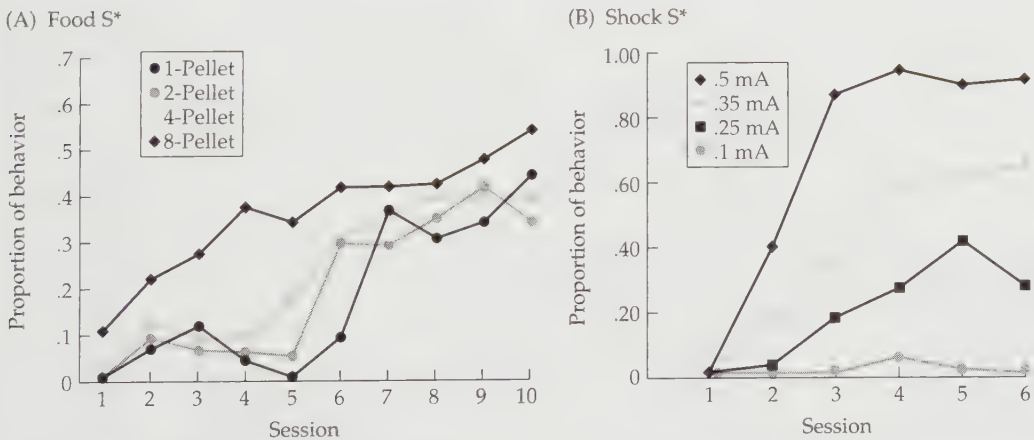 (A) Food S*
Proportion of behavior
.7
.6
.5
.4
.3
.2
.1
0
1-Pellet
2-Pellet
4-Pellet
8-Pellet
1 2 3 4 5 6 7 8 9 10
Session
(B) Shock S*
Proportion of behavior
1.00
.80
.60
.40
.20
0
.5 mA
.35 mA
.25 mA
.1 mA
1 2 3 4 5 6
Session